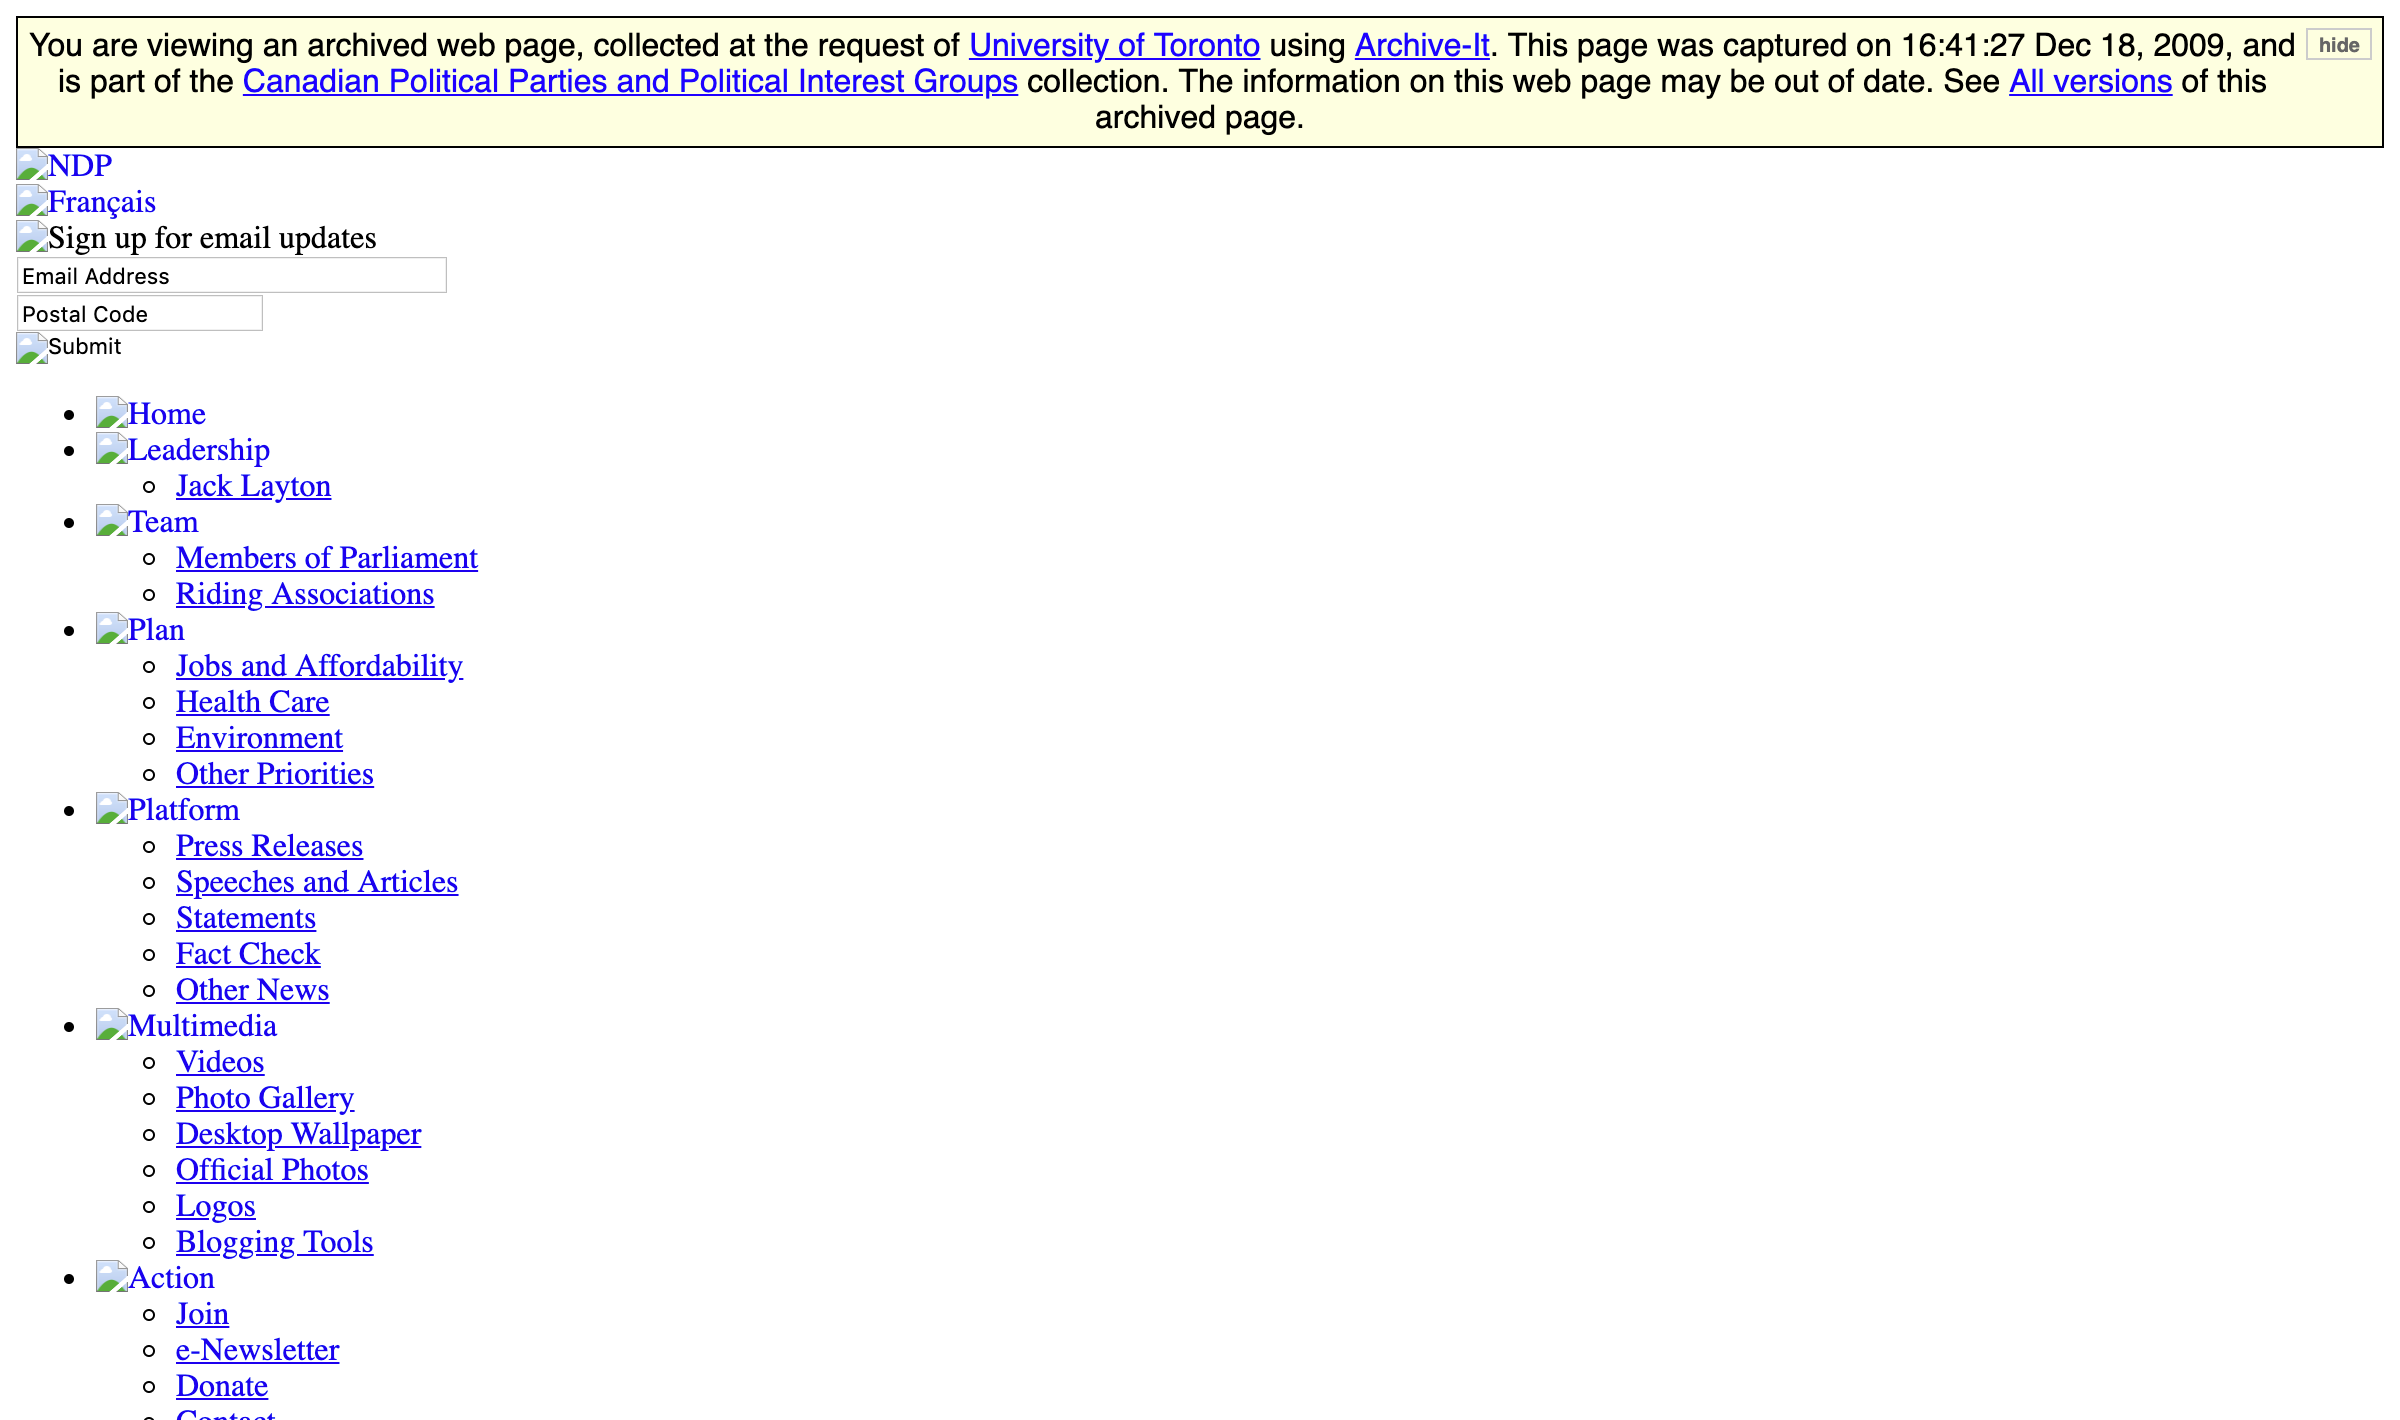 You are viewing an archived web page, collected at the request of University of Toronto using Archive-It. This page was captured on 16:41:27 Dec 18, 2009, and hide
is part of the Canadian Political Parties and Political Interest Groups collection. The information on this web page may be out of date. See All versions of this
archived page.
NDP
Français
Sign up for email updates
Email Address
Postal Code
Submit
Home
Leadership
Jack Layton
Team
Members of Parliament
Riding Associations
Plan
Jobs and Affordability
Health Care
Environment
Other Priorities
Platform
Press Releases
Speeches and Articles
Statements
Fact Check
Other News
Multimedia
Videos
Photo Gallery
Desktop Wallpaper
Official Photos
Logos
Blogging Tools
Action
Join
e-Newsletter
Donate
Contact